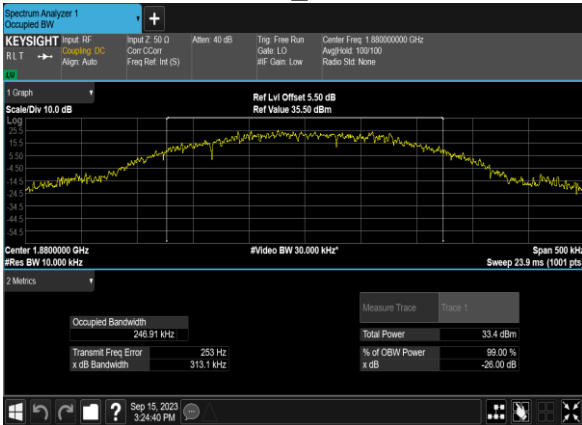 Spectrum Analyzer 1
Occupied BW
KEYSIGHT Input: RF Input Z: 50 Ω Atten: 40 dB Trig: Free Run Center Freq: 1.880000000 GHz
RLT Coupling: DC Corr CCorr Gate: LO Avg|Hold: 100/100
Align: Auto Freq Ref: Int (S) #IF Gain: Low Radio Std: None
LU
1 Graph
Ref Lvl Offset 5.50 dB
Scale/Div 10.0 dB Ref Value 35.50 dBm
Log
25.5
15.5
5.50
-4.50
-14.5
-24.5
-34.5
-44.5
-54.5
Center 1.8800000 GHz #Video BW 30.000 kHz* Span 500 kHz
#Res BW 10.000 kHz Sweep 23.9 ms (1001 pts
2 Metrics
Measure Trace Trace 1
Occupied Bandwidth
246.91 kHz Total Power 33.4 dBm
Transmit Freq Error 253 Hz % of OBW Power 99.00 %
x dB Bandwidth 313.1 kHz x dB -26.00 dB
? Sep 15, 2023
3:24:40 PM